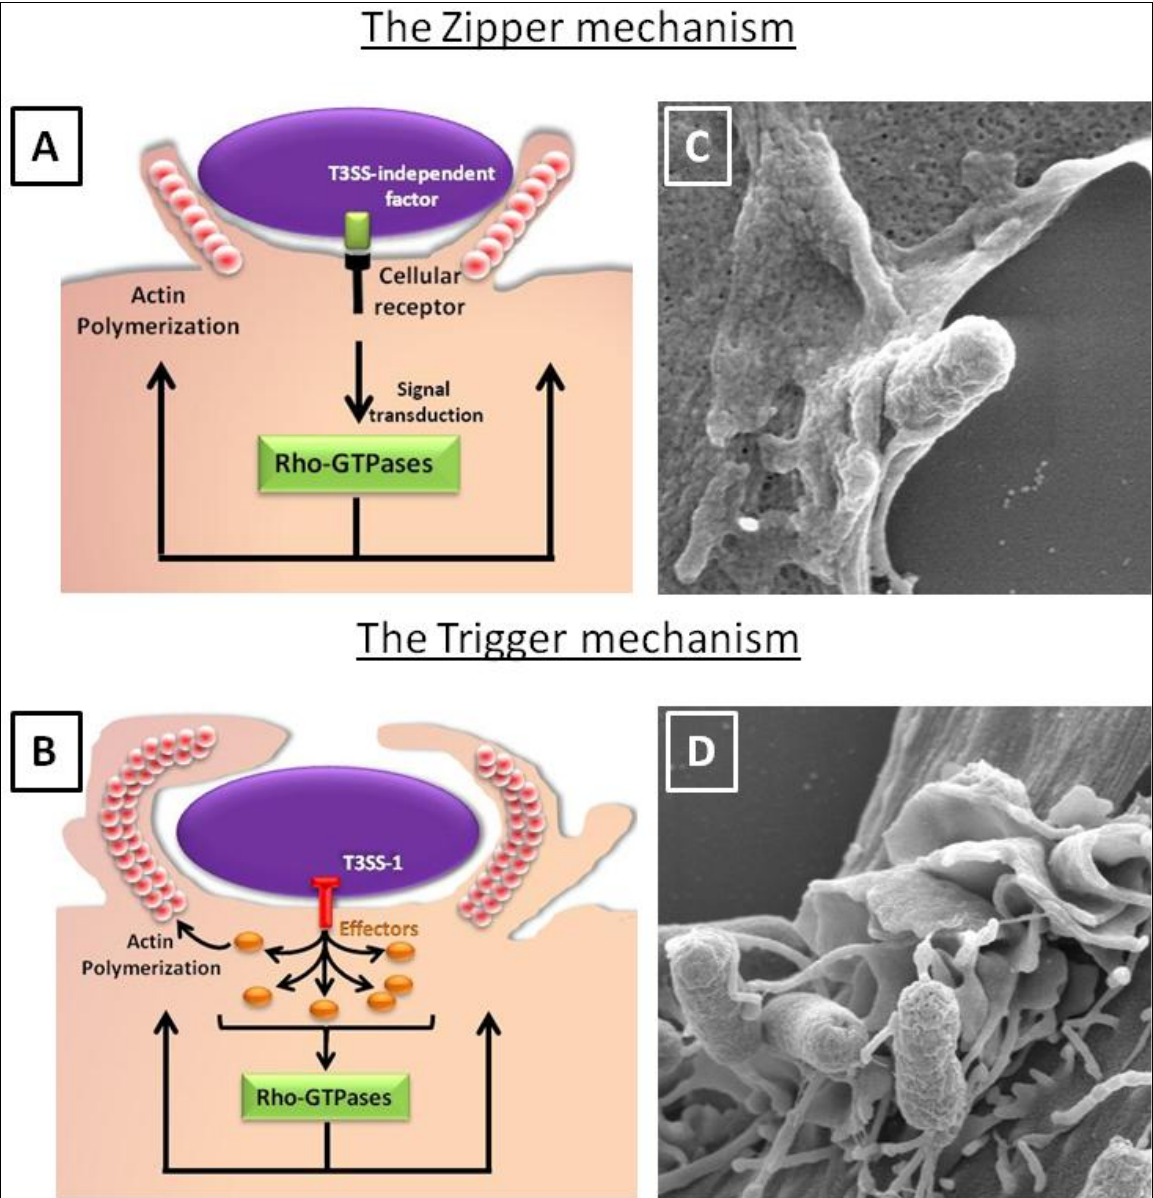 The Zipper mechanism
A
T3SS-independent
factor
Cellular
receptor
Actin
Polymerization
Signal
transduction
Rho-GTPases
C
The Trigger mechanism
B
T3SS-1
Effectors
Actin
Polymerization
Rho-GTPases
D